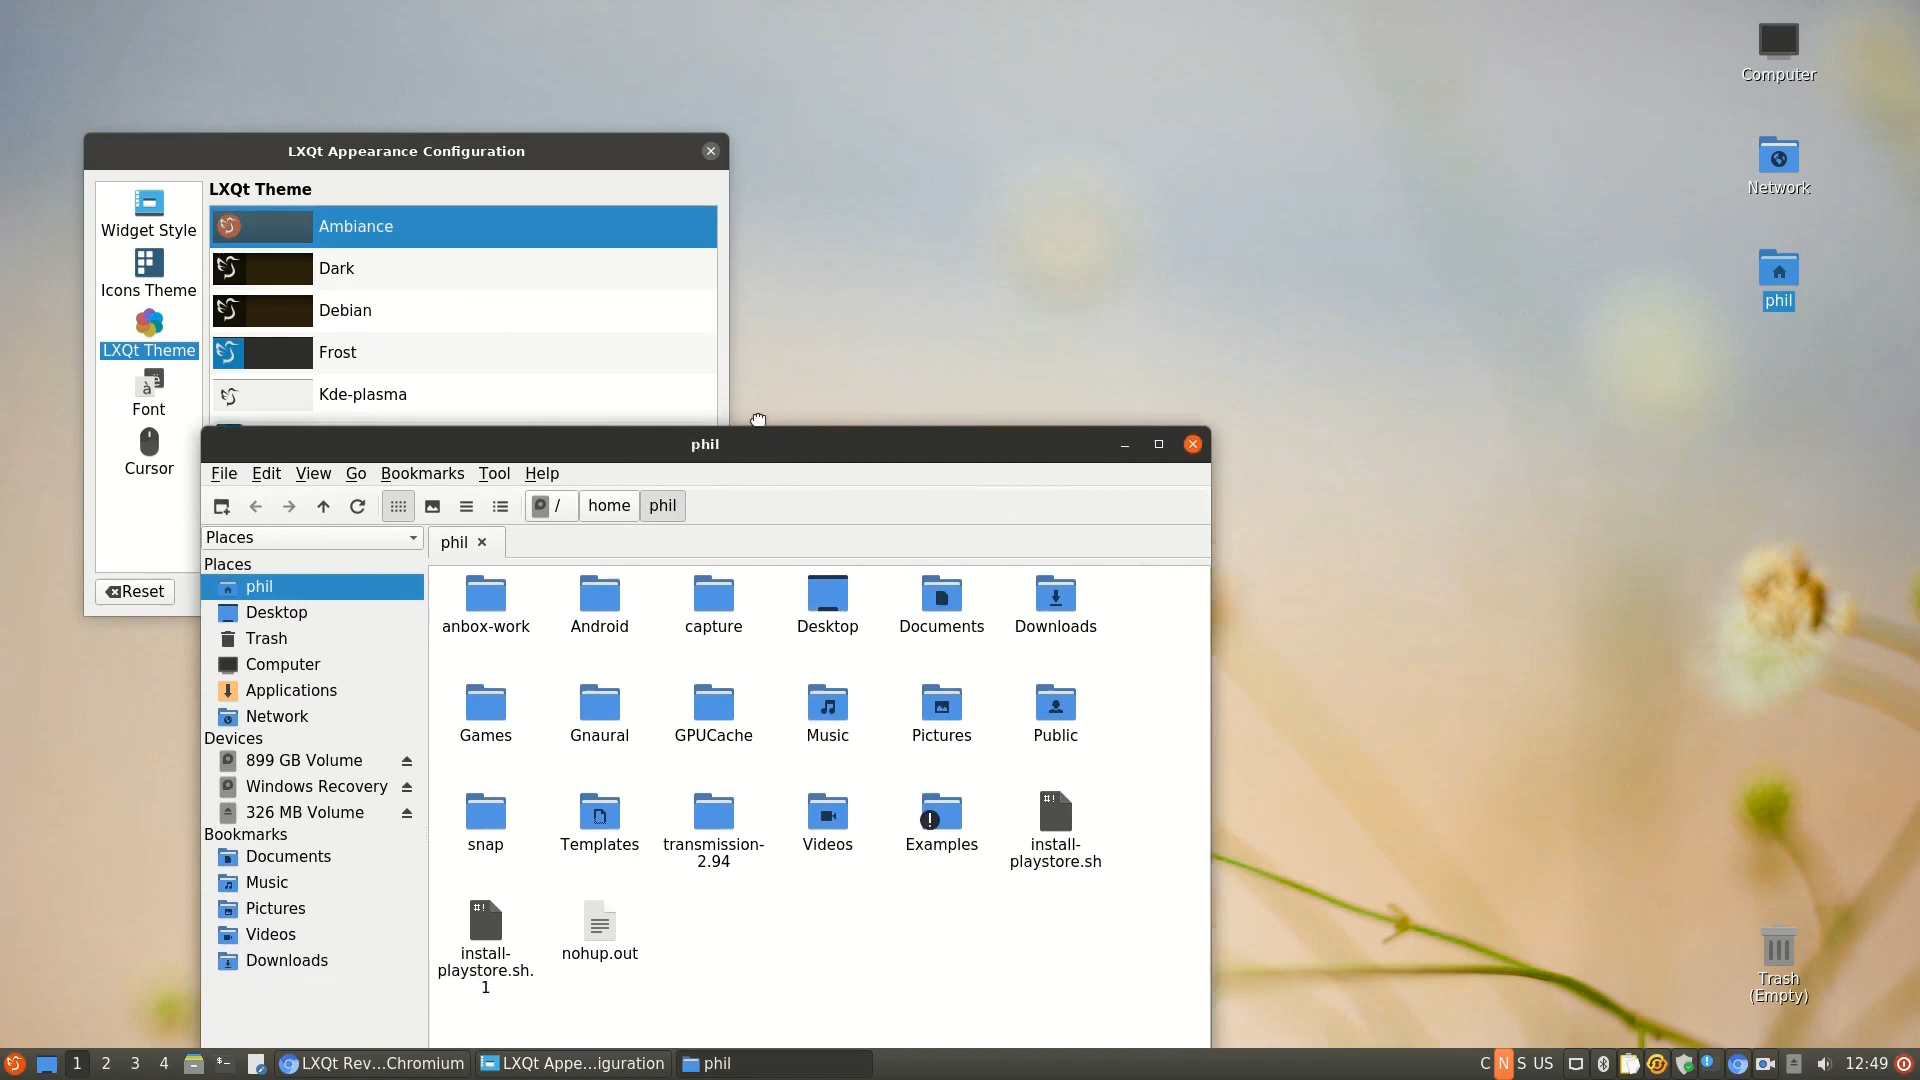 Computer
Network
phil
LXQt Appearance Configuration
Widget Style
Icons Theme
LXQt Theme
Font
Cursor
Reset
LXQt Theme
Ambiance
Dark
Debian
Frost
Kde-plasma
phil
File Edit View Go Bookmarks Tool Help
/ home phil
Places
phil
Places
phil
Desktop
Trash
Computer
Applications
Network
Devices
899 GB Volume
Windows Recovery
326 MB Volume
Bookmarks
Documents
Music
Pictures
Videos
Downloads
anbox-work Android capture Desktop Documents Downloads
Games Gnaural GPUCache Music Pictures Public
snap Templates transmission-2.94 Videos Examples install-playstore.sh
install-playstore.sh.1 nohup.out
Trash
(Empty)
1 2 3 4 LXQt Rev...Chromium LXQt Appe...iguration phil C N S US 12:49